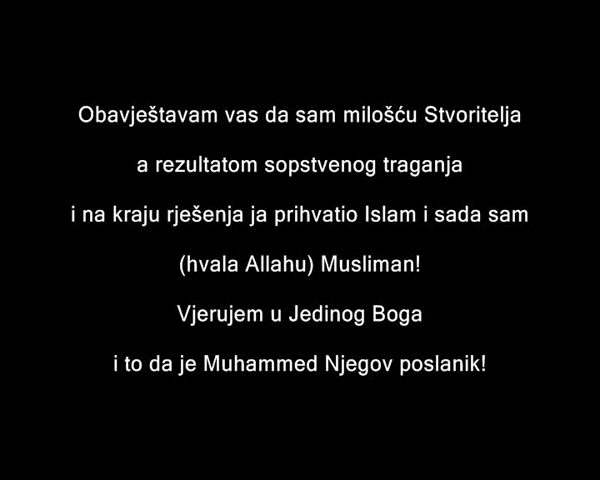 Obavještavam vas da sam milošću Stvoritelja
a rezultatom sopstvenog traganja
i na kraju rješenja ja prihvatio Islam i sada sam
(hvala Allahu) Musliman!
Vjerujem u Jedinog Boga
i to da je Muhammed Njegov poslanik!